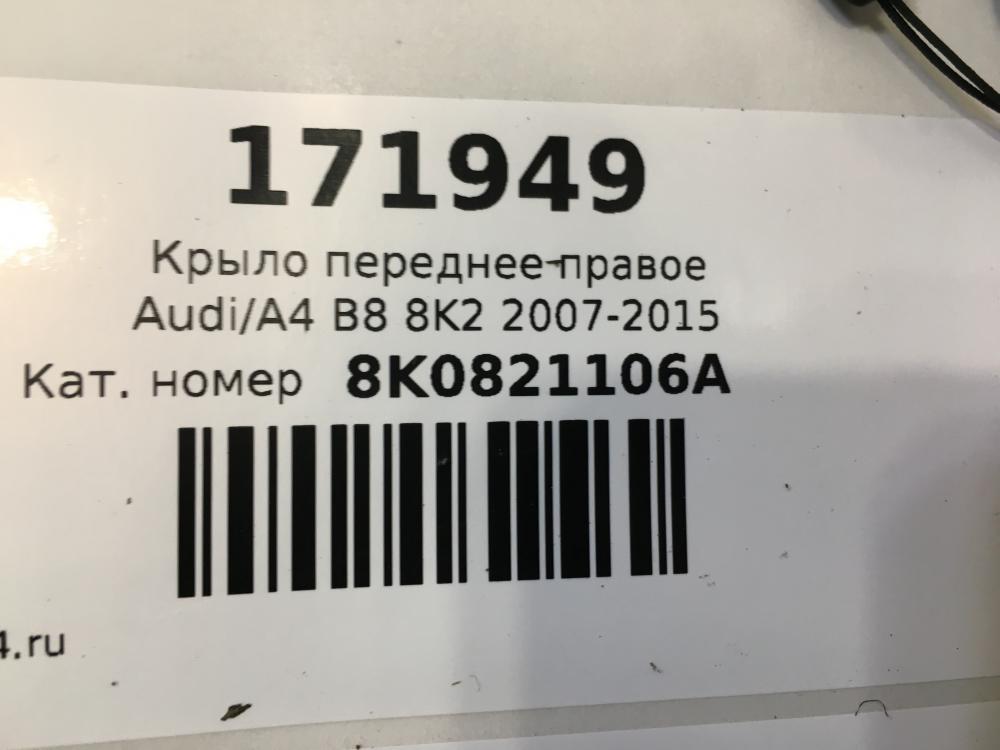 171949
Крыло переднее правое
Audi/A4 B8 8K2 2007-2015
Кат. номер 8K0821106A
4.ru